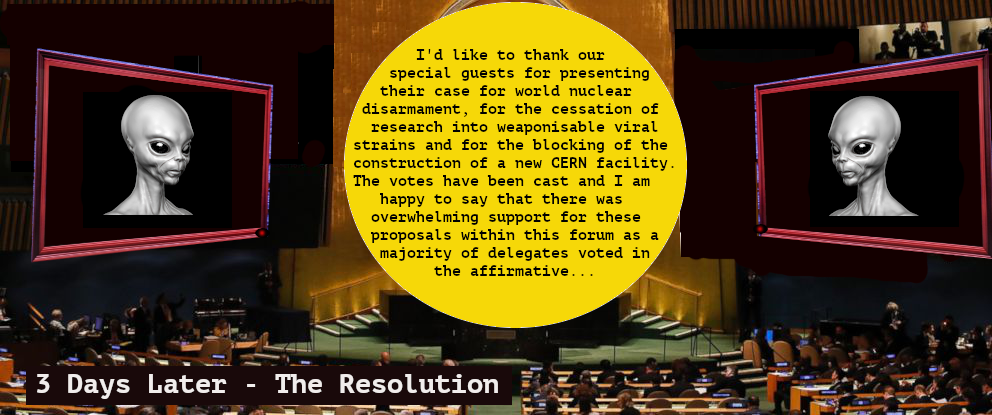 I'd like to thank our
special guests for presenting
their case for world nuclear
disarmament, for the cessation of
research into weaponisable viral
strains and for the blocking of the
construction of a new CERN facility.
The votes have been cast and I am
happy to say that there was
overwhelming support for these
proposals within this forum as a
majority of delegates voted in
the affirmative...
3 Days Later - The Resolution